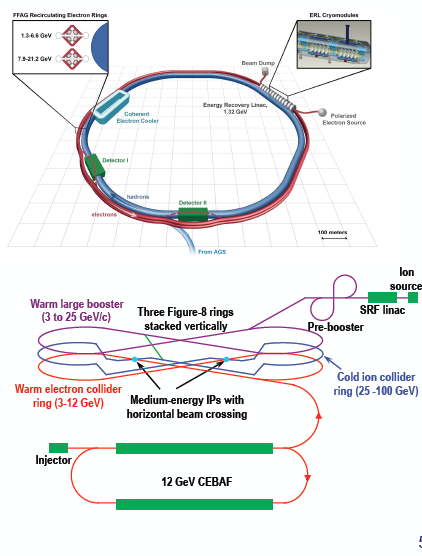 FFAG Recirculating Electron Rings
1.3-6.6 GeV
7.9-21.2 GeV
ERL Cryomodules
Beam Dump
Energy Recovery Linac,
1.32 GeV
Polarized
Electron Source
Coherent
Electron Cooler
Detector I
Detector II
hadrons
electrons
From AGS
100 meters
Ion
source
SRF linac
Pre-booster
Warm large booster
(3 to 25 GeV/c)
Three Figure-8 rings
stacked vertically
Warm electron collider
ring (3-12 GeV)
Medium-energy IPs with
horizontal beam crossing
Cold ion collider
ring (25 -100 GeV)
Injector
12 GeV CEBAF